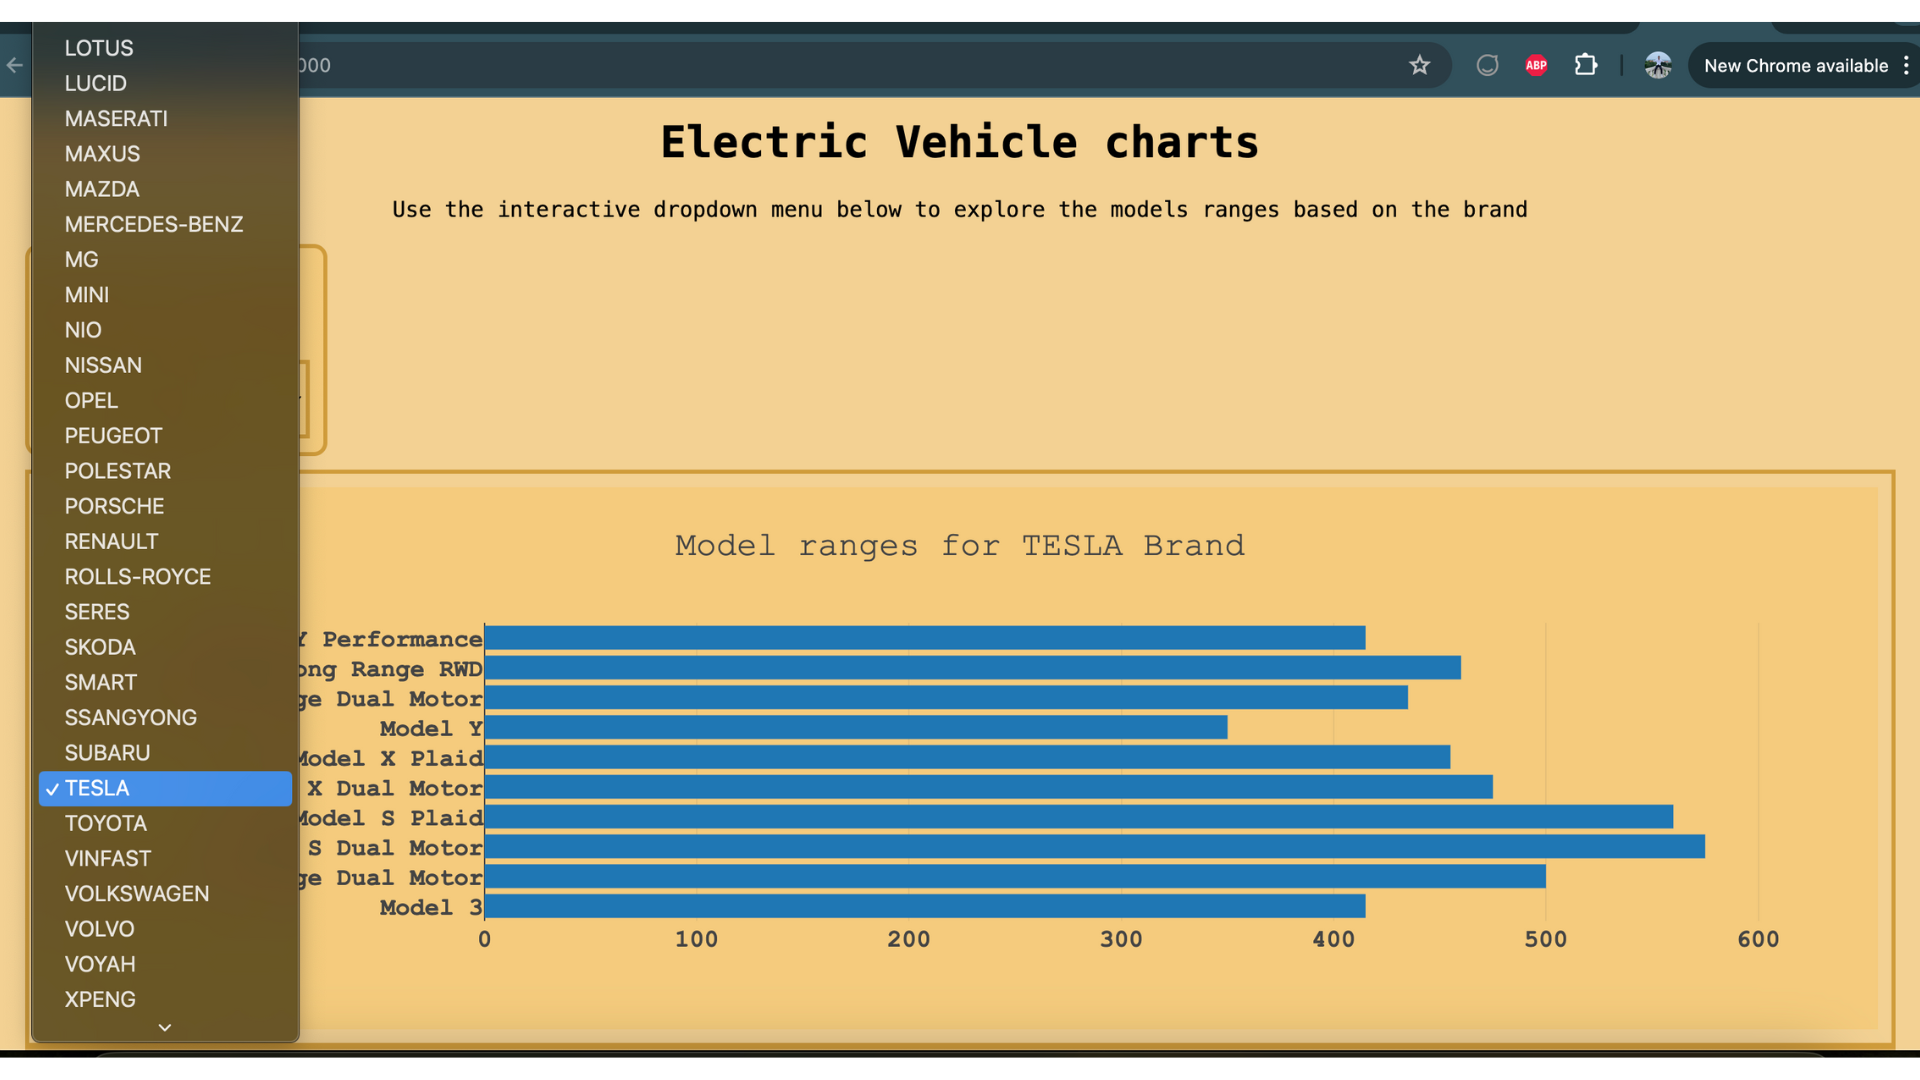 LOTUS
LUCID
MASERATI
MAXUS
MAZDA
MERCEDES-BENZ
MG
MINI
NIO
NISSAN
OPEL
PEUGEOT
POLESTAR
PORSCHE
RENAULT
ROLLS-ROYCE
SERES
SKODA
SMART
SSANGYONG
SUBARU
✓ TESLA
TOYOTA
VINFAST
VOLKSWAGEN
VOLVO
VOYAH
XPENG
000
ABP
New Chrome available
Electric Vehicle charts
Use the interactive dropdown menu below to explore the models ranges based on the brand
Model ranges for TESLA Brand
Y Performance
Range RWD
Dual Motor
Model Y
Model X Plaid
X Dual Motor
Model S Plaid
S Dual Motor
Dual Motor
Model 3
0 100 200 300 400 500 600